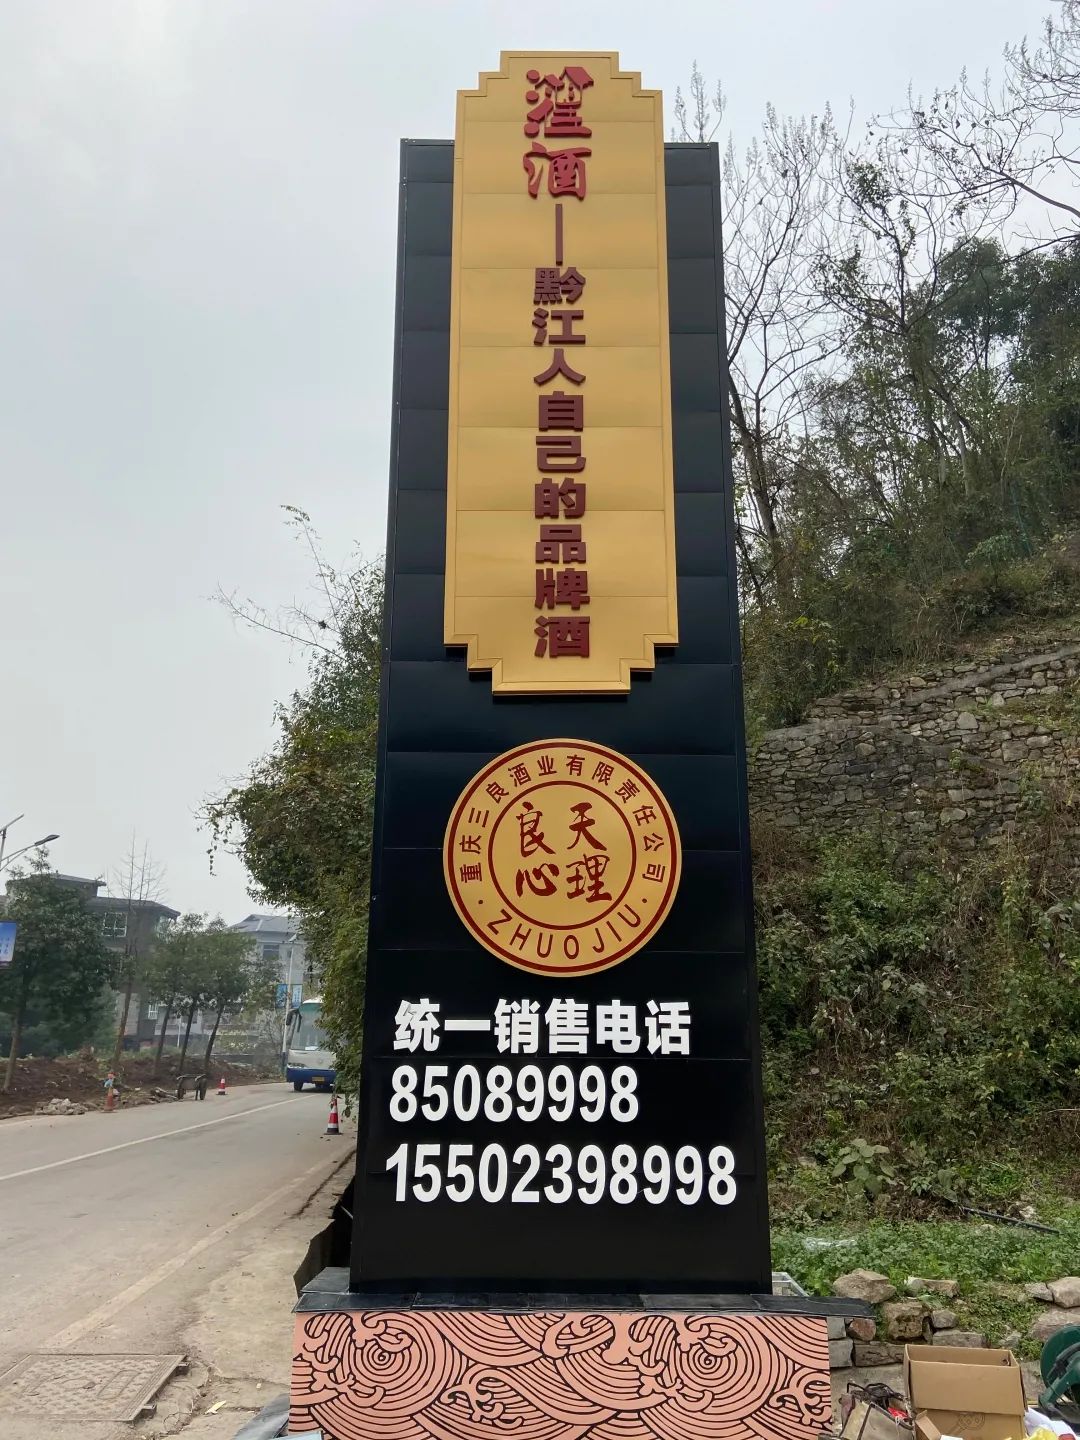 酒——黔江人自己的品牌酒
重庆三良酒业有限责任公司
天理
良心
·ZHUOJIU·
统一销售电话
85089998
15502398998